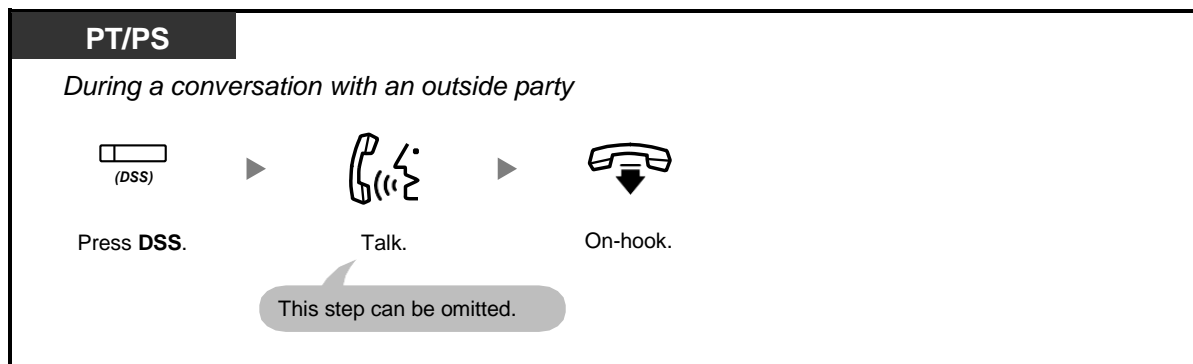 PT/PS
During a conversation with an outside party
(DSS)
Press DSS.
Talk.
On-hook.
This step can be omitted.